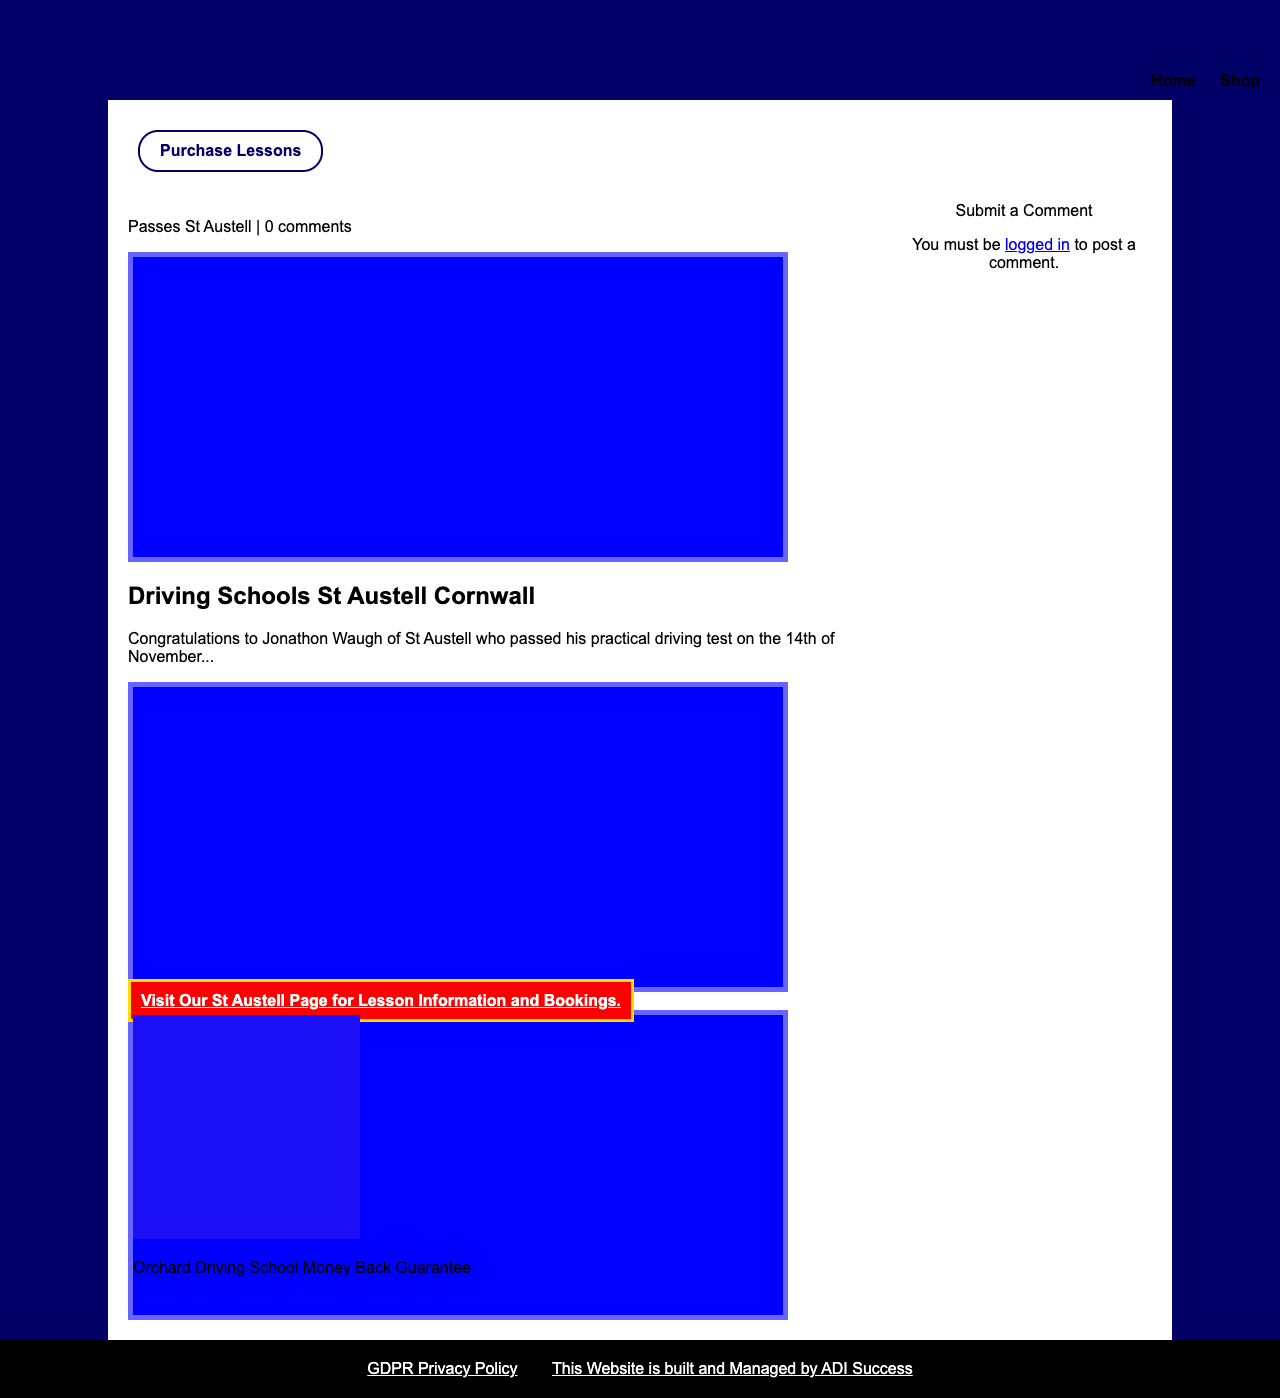 Home Shop
Purchase Lessons
Passes St Austell | 0 comments
Submit a Comment
You must be logged in to post a
comment.
Driving Schools St Austell Cornwall
Congratulations to Jonathon Waugh of St Austell who passed his practical driving test on the 14th of
November...
Visit Our St Austell Page for Lesson Information and Bookings.
Orchard Driving School Money Back Guarantee
GDPR Privacy Policy This Website is built and Managed by ADI Success